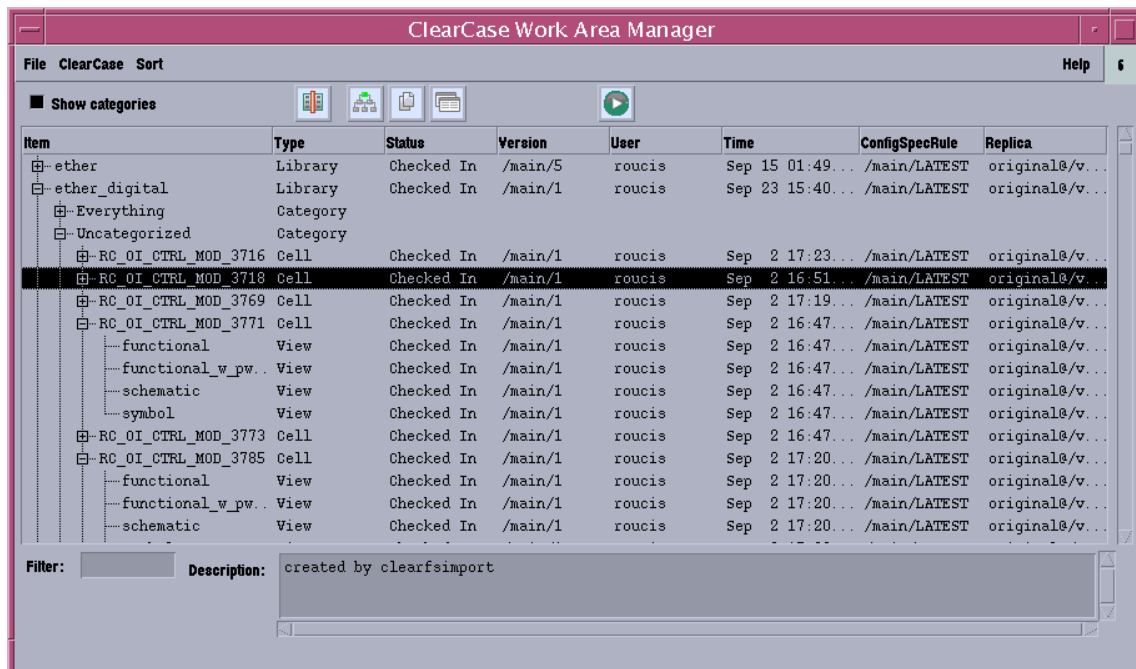 ClearCase Work Area Manager
File ClearCase Sort Help 6
Show categories
Item Type Status Version User Time ConfigSpecRule Replica
ether Library Checked In /main/5 roucis Sep 15 01:49... /main/LATEST original@/v...
ether_digital Library Checked In /main/1 roucis Sep 23 15:40... /main/LATEST original@/v...
Everything Category
Uncategorized Category
RC_OI_CTRL_MOD_3716 Cell Checked In /main/1 roucis Sep 2 17:23... /main/LATEST original@/v...
RC_OI_CTRL_MOD_3718 Cell Checked In /main/1 roucis Sep 2 16:51... /main/LATEST original@/v...
RC_OI_CTRL_MOD_3769 Cell Checked In /main/1 roucis Sep 2 17:19... /main/LATEST original@/v...
RC_OI_CTRL_MOD_3771 Cell Checked In /main/1 roucis Sep 2 16:47... /main/LATEST original@/v...
functional View Checked In /main/1 roucis Sep 2 16:47... /main/LATEST original@/v...
functional_w_pw.. View Checked In /main/1 roucis Sep 2 16:47... /main/LATEST original@/v...
schematic View Checked In /main/1 roucis Sep 2 16:47... /main/LATEST original@/v...
symbol View Checked In /main/1 roucis Sep 2 16:47... /main/LATEST original@/v...
RC_OI_CTRL_MOD_3773 Cell Checked In /main/1 roucis Sep 2 16:47... /main/LATEST original@/v...
RC_OI_CTRL_MOD_3785 Cell Checked In /main/1 roucis Sep 2 17:20... /main/LATEST original@/v...
functional View Checked In /main/1 roucis Sep 2 17:20... /main/LATEST original@/v...
functional_w_pw.. View Checked In /main/1 roucis Sep 2 17:20... /main/LATEST original@/v...
schematic View Checked In /main/1 roucis Sep 2 17:20... /main/LATEST original@/v...
Filter: Description: created by clearfsimport